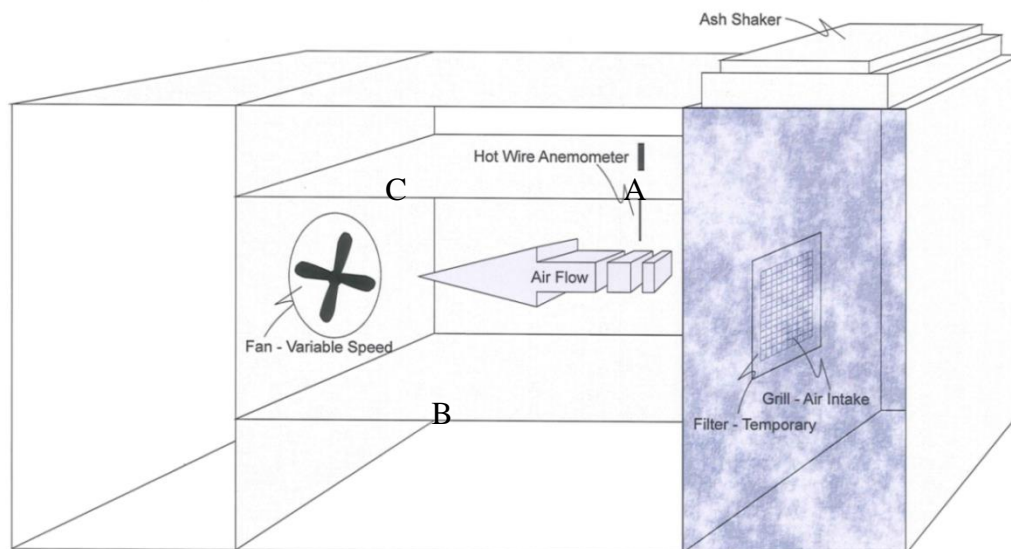 Ash Shaker
Hot Wire Anemometer
C
A
Air Flow
Fan - Variable Speed
Grill - Air Intake
B
Filter - Temporary